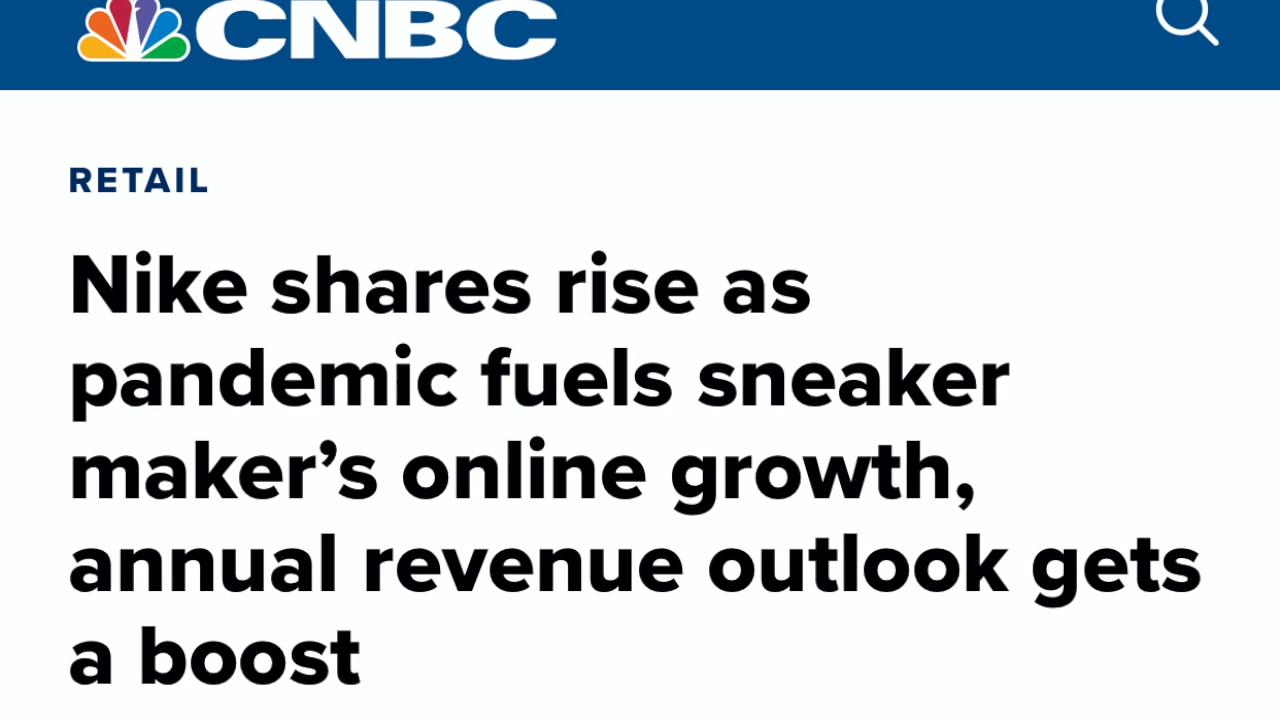 CNBC
RETAIL
Nike shares rise as
pandemic fuels sneaker
maker’s online growth,
annual revenue outlook gets
a boost